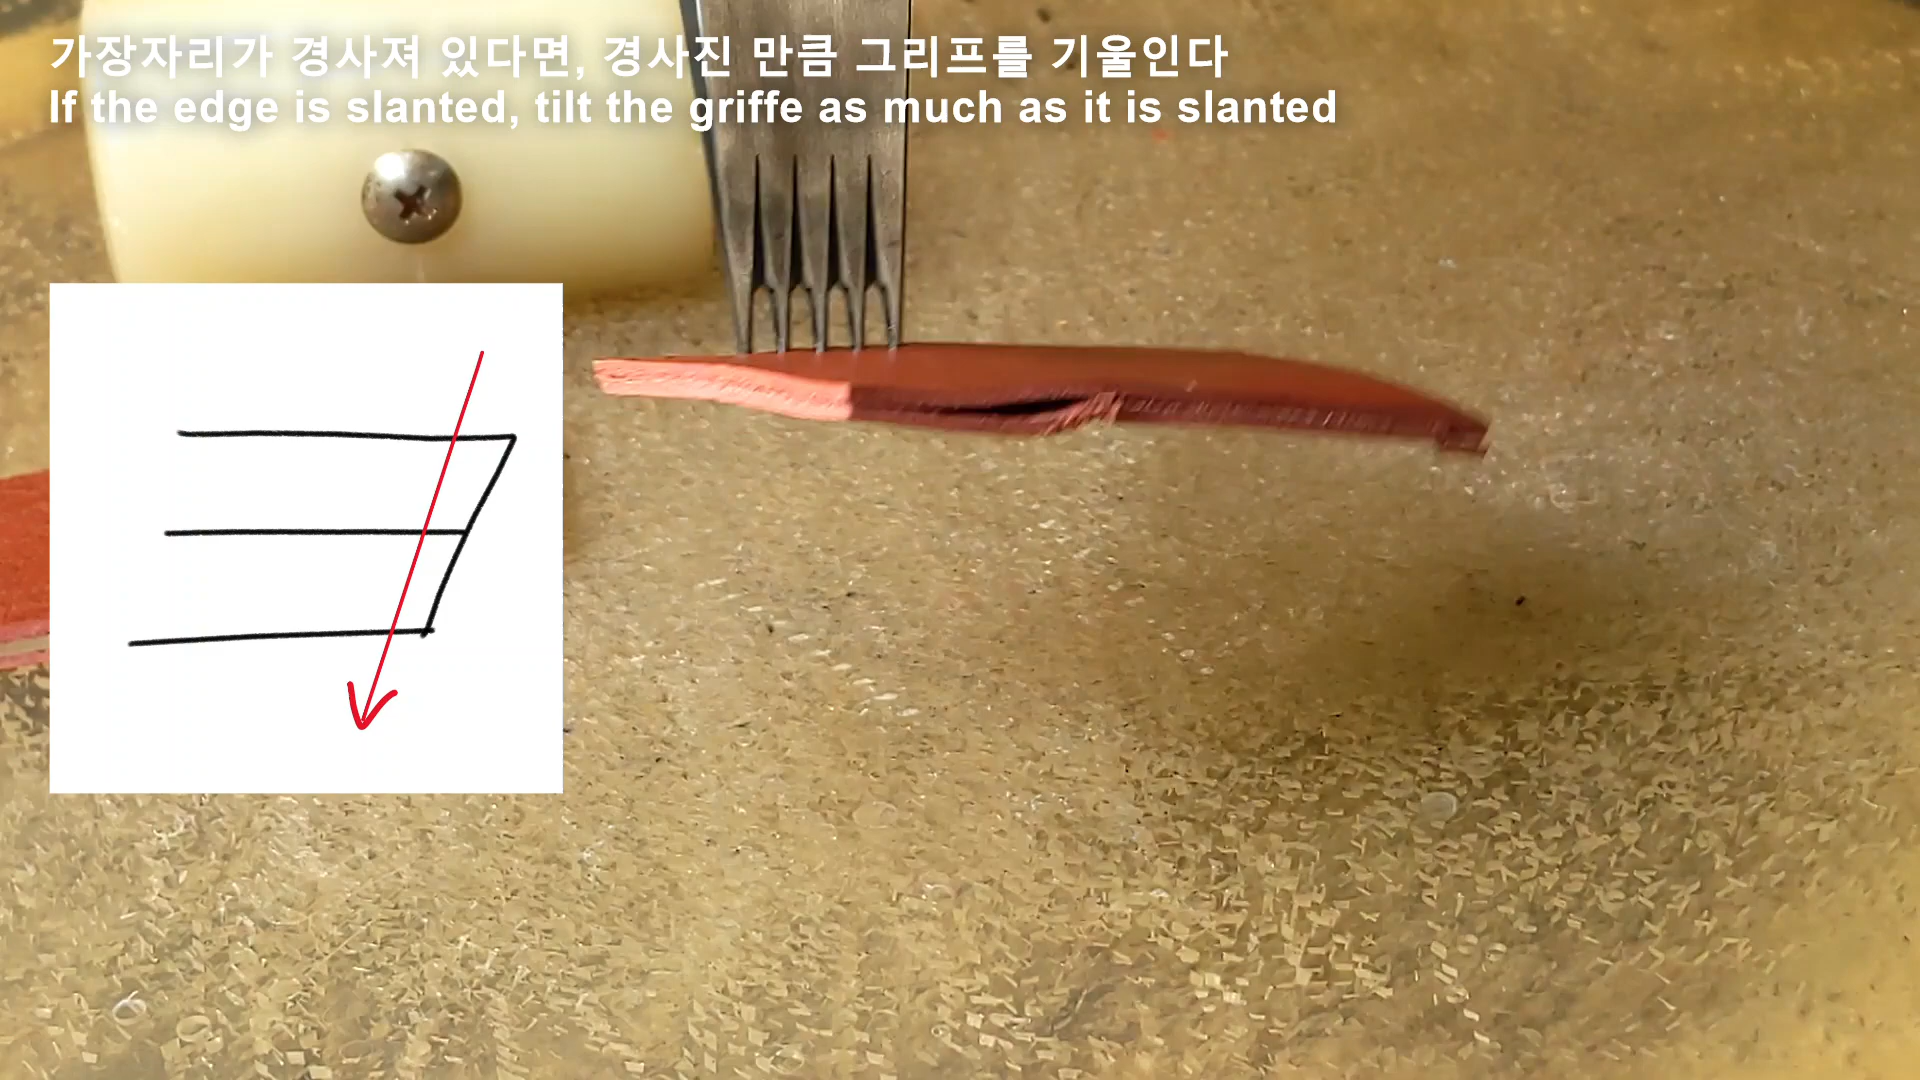 가장자리가 경사져 있다면, 경사진 만큼 그리프를 기울인다
If the edge is slanted, tilt the griffe as much as it is slanted